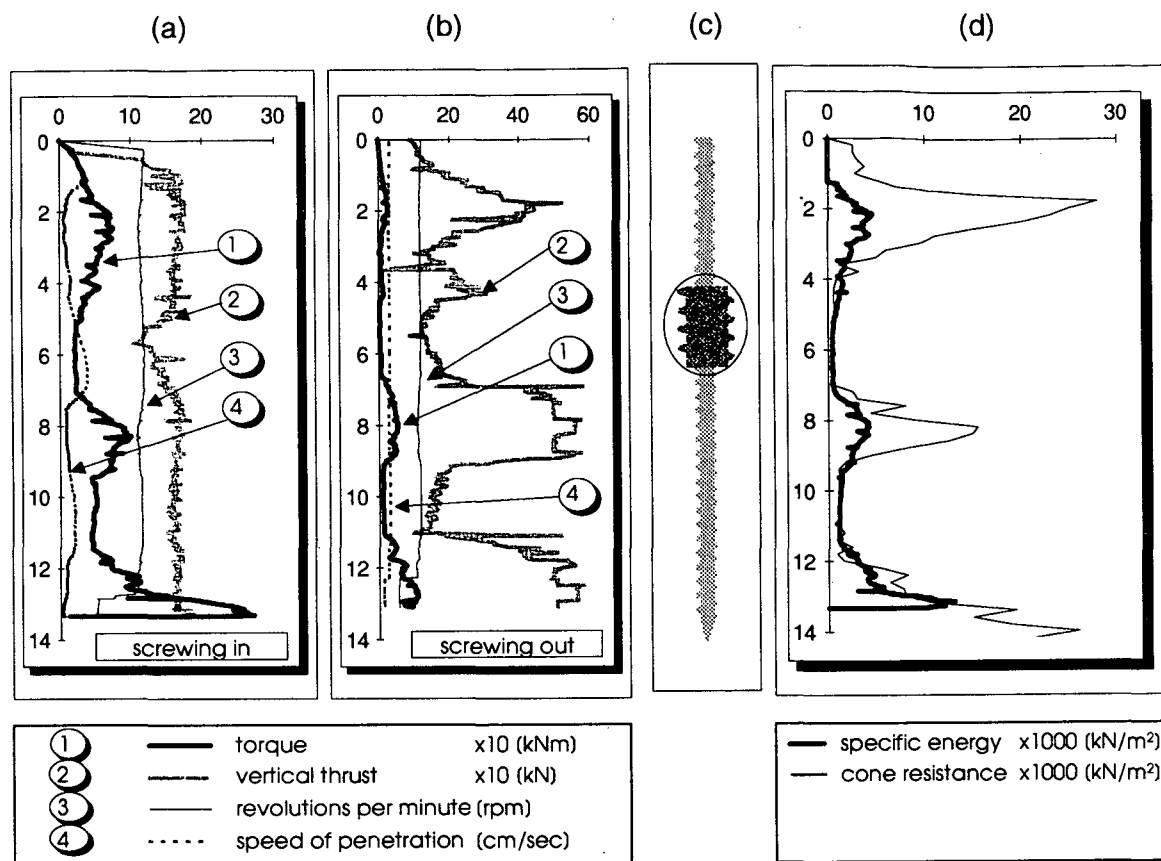 (a) (b) (c) (d)
0 10 20 30
0 20 40 60
0 10 20 30
0
2
4
6
8
10
12
14
1
2
3
4
screwing in
0
2
4
6
8
10
12
14
2
3
1
4
screwing out
0
2
4
6
8
10
12
14
1 torque x10 (kNm)
2 vertical thrust x10 (kN)
3 revolutions per minute (rpm)
4 speed of penetration (cm/sec)
specific energy x1000 (kN/m²)
cone resistance x1000 (kN/m²)